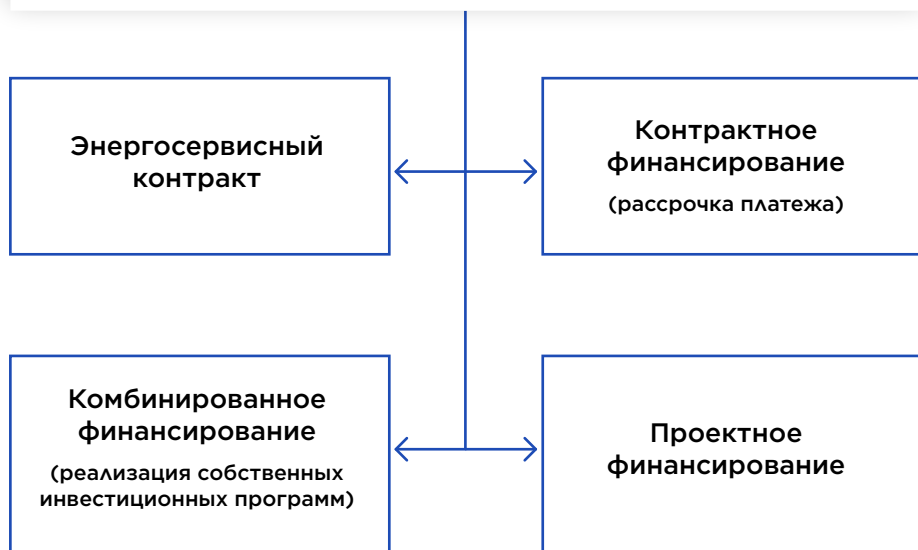 Энергосервисный
контракт
Контрактное
финансирование
(рассрочка платежа)
Комбинированное
финансирование
(реализация собственных
инвестиционных программ)
Проектное
финансирование